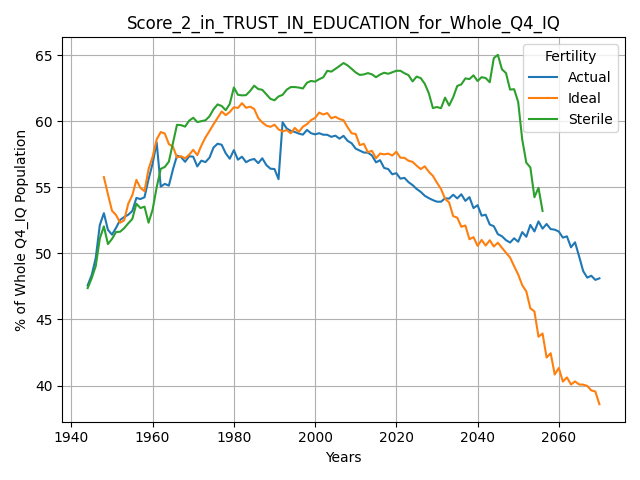 Score_2_in_TRUST_IN_EDUCATION_for_Whole_Q4_IQ
% of Whole Q4_IQ Population
65
60
55
50
45
40
Fertility
Actual
Ideal
Sterile
1940
1960
1980
2000
2020
2040
2060
Years